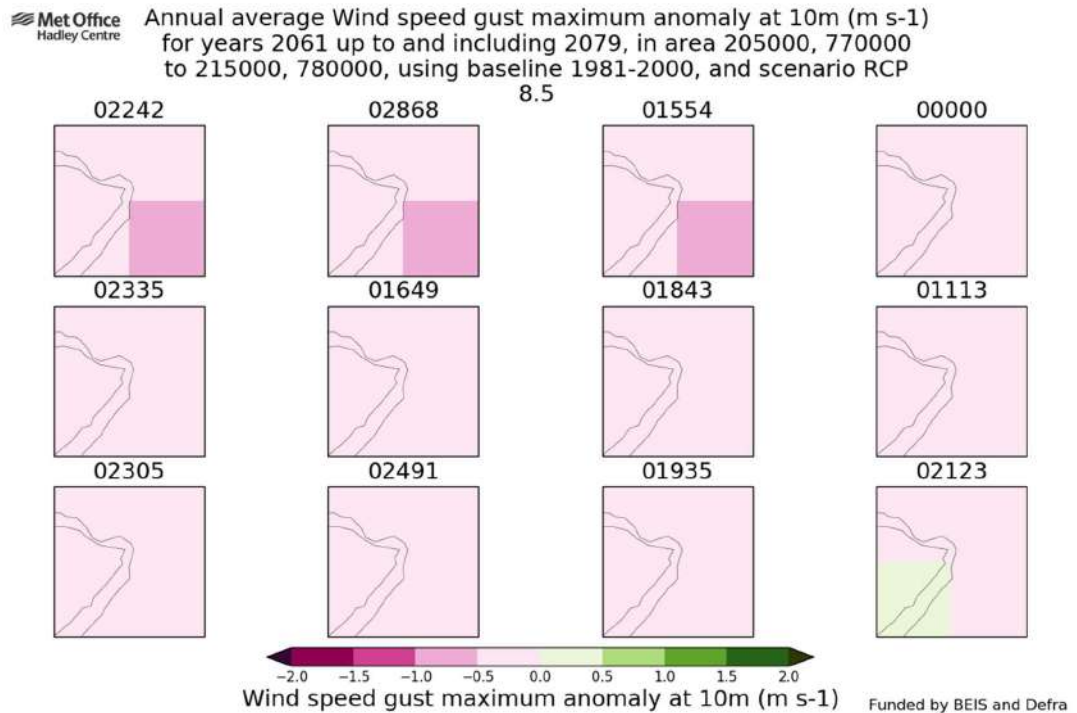 Met Office
Hadley Centre
Annual average Wind speed gust maximum anomaly at 10m (m s-1)
for years 2061 up to and including 2079, in area 205000, 770000
to 215000, 780000, using baseline 1981-2000, and scenario RCP
8.5
02242 02868 01554 00000
02335 01649 01843 01113
02305 02491 01935 02123
−2.0 −1.5 −1.0 −0.5 0.0 0.5 1.0 1.5 2.0
Wind speed gust maximum anomaly at 10m (m s-1)
Funded by BEIS and Defra